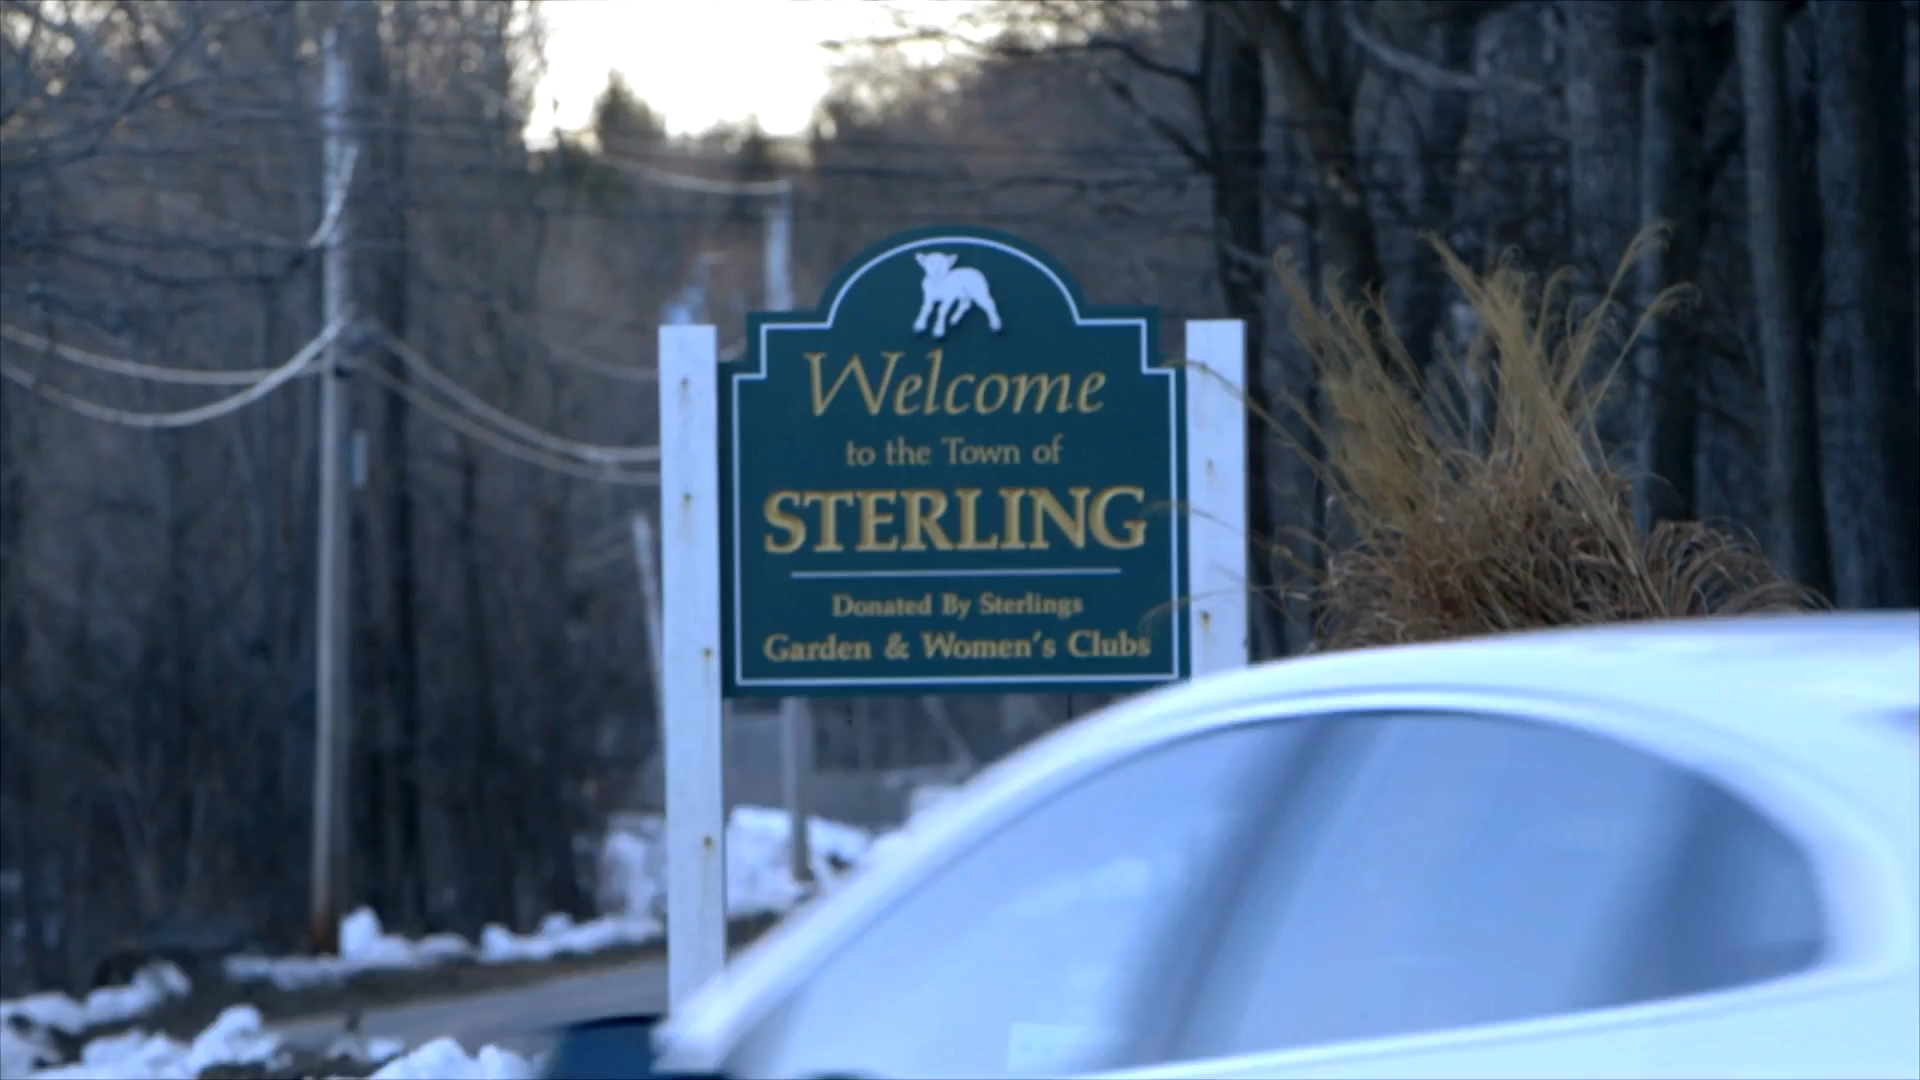 Welcome
to the Town of
STERLING
Donated By Sterlings
Garden & Women's Clubs